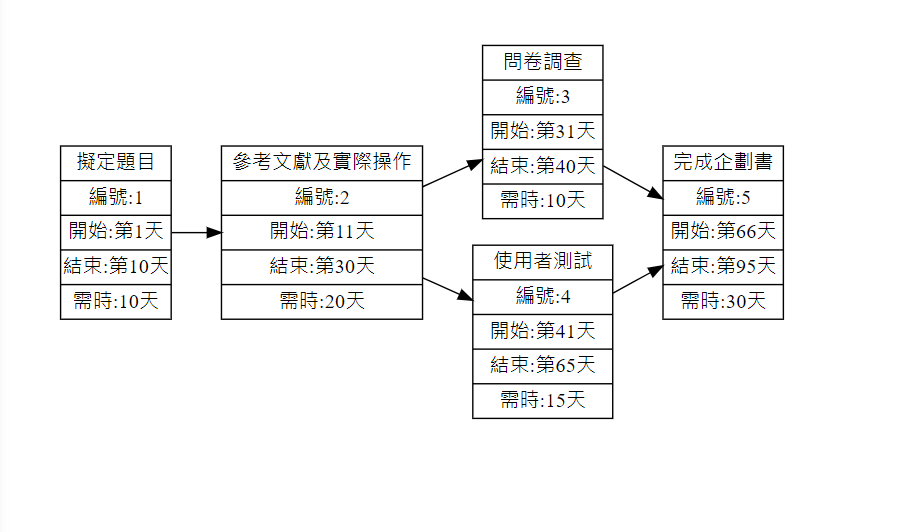 擬定題目
編號:1
開始:第1天
結束:第10天
需時:10天
參考文獻及實際操作
編號:2
開始:第11天
結束:第30天
需時:20天
問卷調查
編號:3
開始:第31天
結束:第40天
需時:10天
使用者測試
編號:4
開始:第41天
結束:第65天
需時:15天
完成企劃書
編號:5
開始:第66天
結束:第95天
需時:30天